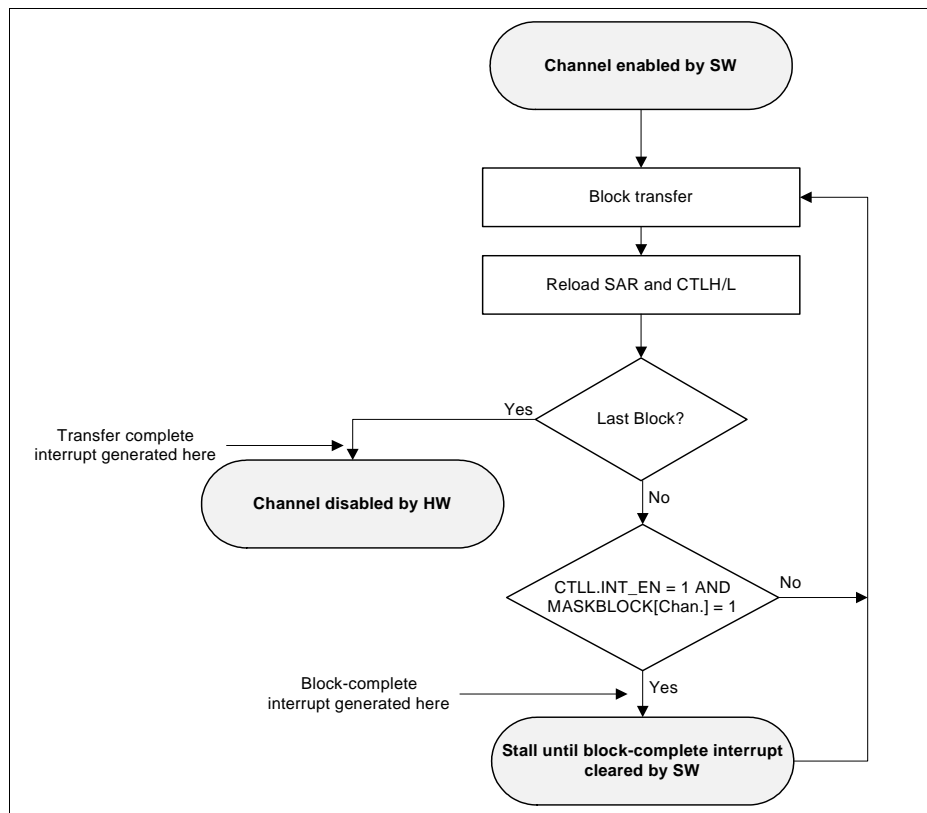 Channel enabled by SW
Block transfer
Reload SAR and CTLH/L
Last Block?
Yes
Transfer complete
interrupt generated here
Channel disabled by HW
No
CTLL.INT_EN = 1 AND
MASKBLOCK[Chan.] = 1
No
Block-complete
interrupt generated here
Yes
Stall until block-complete interrupt
cleared by SW